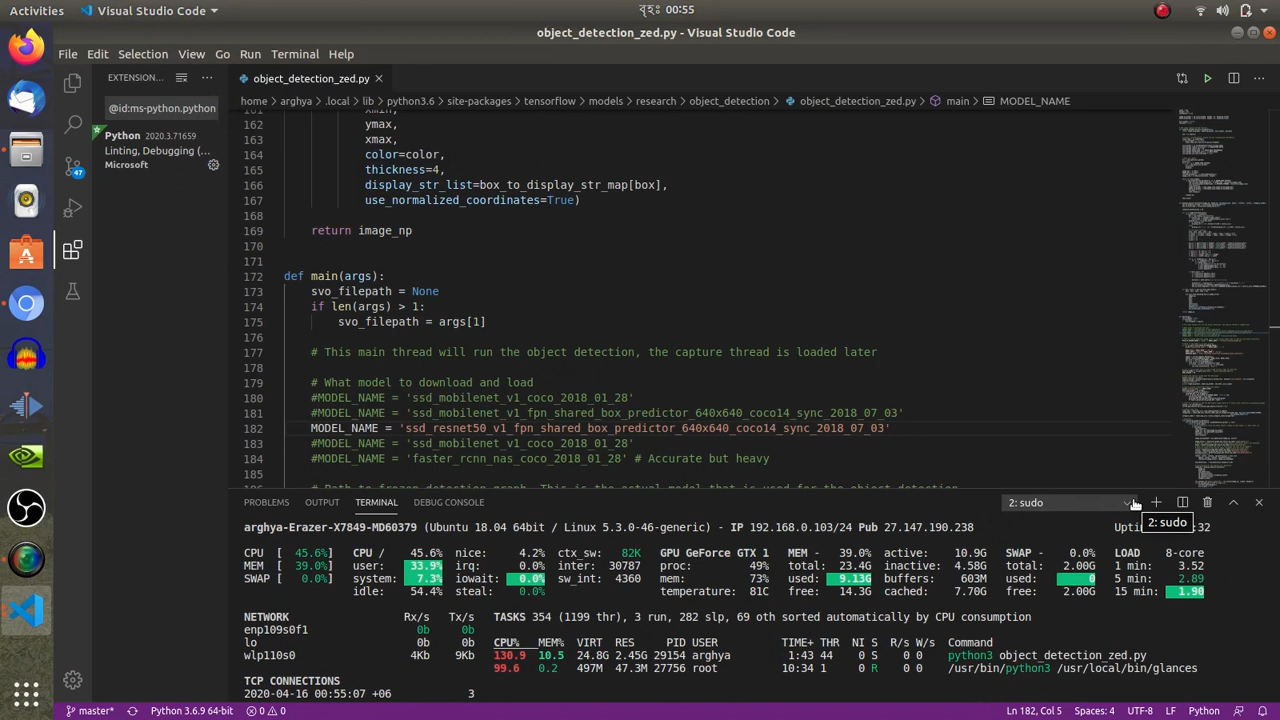 Activities Visual Studio Code বৃহঃ 00:55
object_detection_zed.py - Visual Studio Code
File Edit Selection View Go Run Terminal Help
EXTENSION... ··· object_detection_zed.py ···
@id:ms-python.python
home arghya .local lib python3.6 site-packages tensorflow models research object_detection object_detection_zed.py main MODEL_NAME
Python 2020.3.71659
Linting, Debugging (...
Microsoft
47
162 ymax,
163 xmax,
164 color=color,
165 thickness=4,
166 display_str_list=box_to_display_str_map[box],
167 use_normalized_coordinates=True)
168
169 return image_np
170
171
172 def main(args):
173 svo_filepath = None
174 if len(args) > 1:
175 svo_filepath = args[1]
176
177 # This main thread will run the object detection, the capture thread is loaded later
178
179 # What model to download and load
180 #MODEL_NAME = 'ssd_mobilenet_v1_coco_2018_01_28'
181 #MODEL_NAME = 'ssd_mobilenet_v1_fpn_shared_box_predictor_640x640_coco14_sync_2018_07_03'
182 MODEL_NAME = 'ssd_resnet50_v1_fpn_shared_box_predictor_640x640_coco14_sync_2018_07_03'
183 #MODEL_NAME = 'ssd_mobilenet_v1_coco_2018_01_28'
184 #MODEL_NAME = 'faster_rcnn_nas_coco_2018_01_28' # Accurate but heavy
185
PROBLEMS OUTPUT TERMINAL DEBUG CONSOLE 2: sudo
2: sudo
arghya-Erazer-X7849-MD60379 (Ubuntu 18.04 64bit / Linux 5.3.0-46-generic) - IP 192.168.0.103/24 Pub 27.147.190.238 :32
CPU [ 45.6%] CPU / 45.6% nice: 4.2% ctx_sw: 82K GPU GeForce GTX 1 MEM - 39.0% active: 10.9G SWAP - 0.0% LOAD 8-core
MEM [ 39.0%] user: 33.9% irq: 0.0% inter: 30787 proc: 49% total: 23.4G inactive: 4.58G total: 2.00G 1 min: 3.52
SWAP [ 0.0%] system: 7.3% iowait: 0.0% sw_int: 4360 mem: 73% used: 9.13G buffers: 603M used: 0 5 min: 2.89
idle: 54.4% steal: 0.0% temperature: 81C free: 14.3G cached: 7.70G free: 2.00G 15 min: 1.90
NETWORK Rx/s Tx/s TASKS 354 (1199 thr), 3 run, 282 slp, 69 oth sorted automatically by CPU consumption
enp109s0f1 0b 0b
lo 0b 0b CPU% MEM% VIRT RES PID USER TIME+ THR NI S R/s W/s Command
wlp110s0 4Kb 9Kb 130.9 10.5 24.8G 2.45G 29154 arghya 1:43 44 0 S 0 0 python3 object_detection_zed.py
99.6 0.2 497M 47.3M 27756 root 10:34 1 0 R 0 0 /usr/bin/python3 /usr/local/bin/glances
TCP CONNECTIONS
2020-04-16 00:55:07 +06 3
master* Python 3.6.9 64-bit 0 0 Ln 182, Col 5 Spaces: 4 UTF-8 LF Python